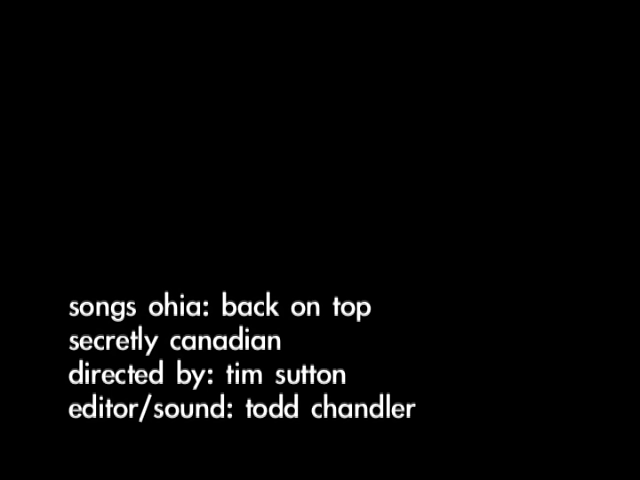 songs ohia: back on top
secretly canadian
directed by: tim sutton
editor/sound: todd chandler